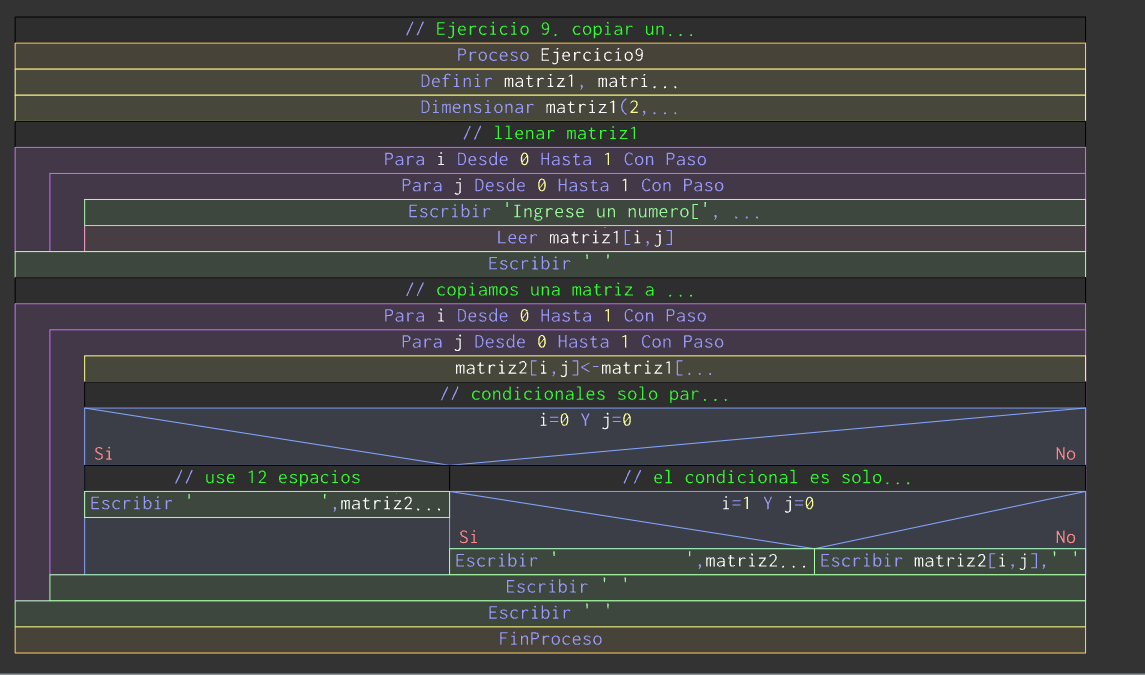 // Ejercicio 9. copiar un...
Proceso Ejercicio9
Definir matriz1, matri...
Dimensionar matriz1(2,...
// llenar matriz1
Para i Desde 0 Hasta 1 Con Paso
Para j Desde 0 Hasta 1 Con Paso
Escribir 'Ingrese un numero[', ...
Leer matriz1[i,j]
Escribir ' '
// copiamos una matriz a ...
Para i Desde 0 Hasta 1 Con Paso
Para j Desde 0 Hasta 1 Con Paso
matriz2[i,j]<-matriz1[...
// condicionales solo par...
i=0 Y j=0
Si No
// use 12 espacios // el condicional es solo...
Escribir '            ',matriz2... i=1 Y j=0
Si No
Escribir '            ',matriz2... Escribir matriz2[i,j],' '
Escribir ' '
Escribir ' '
FinProceso